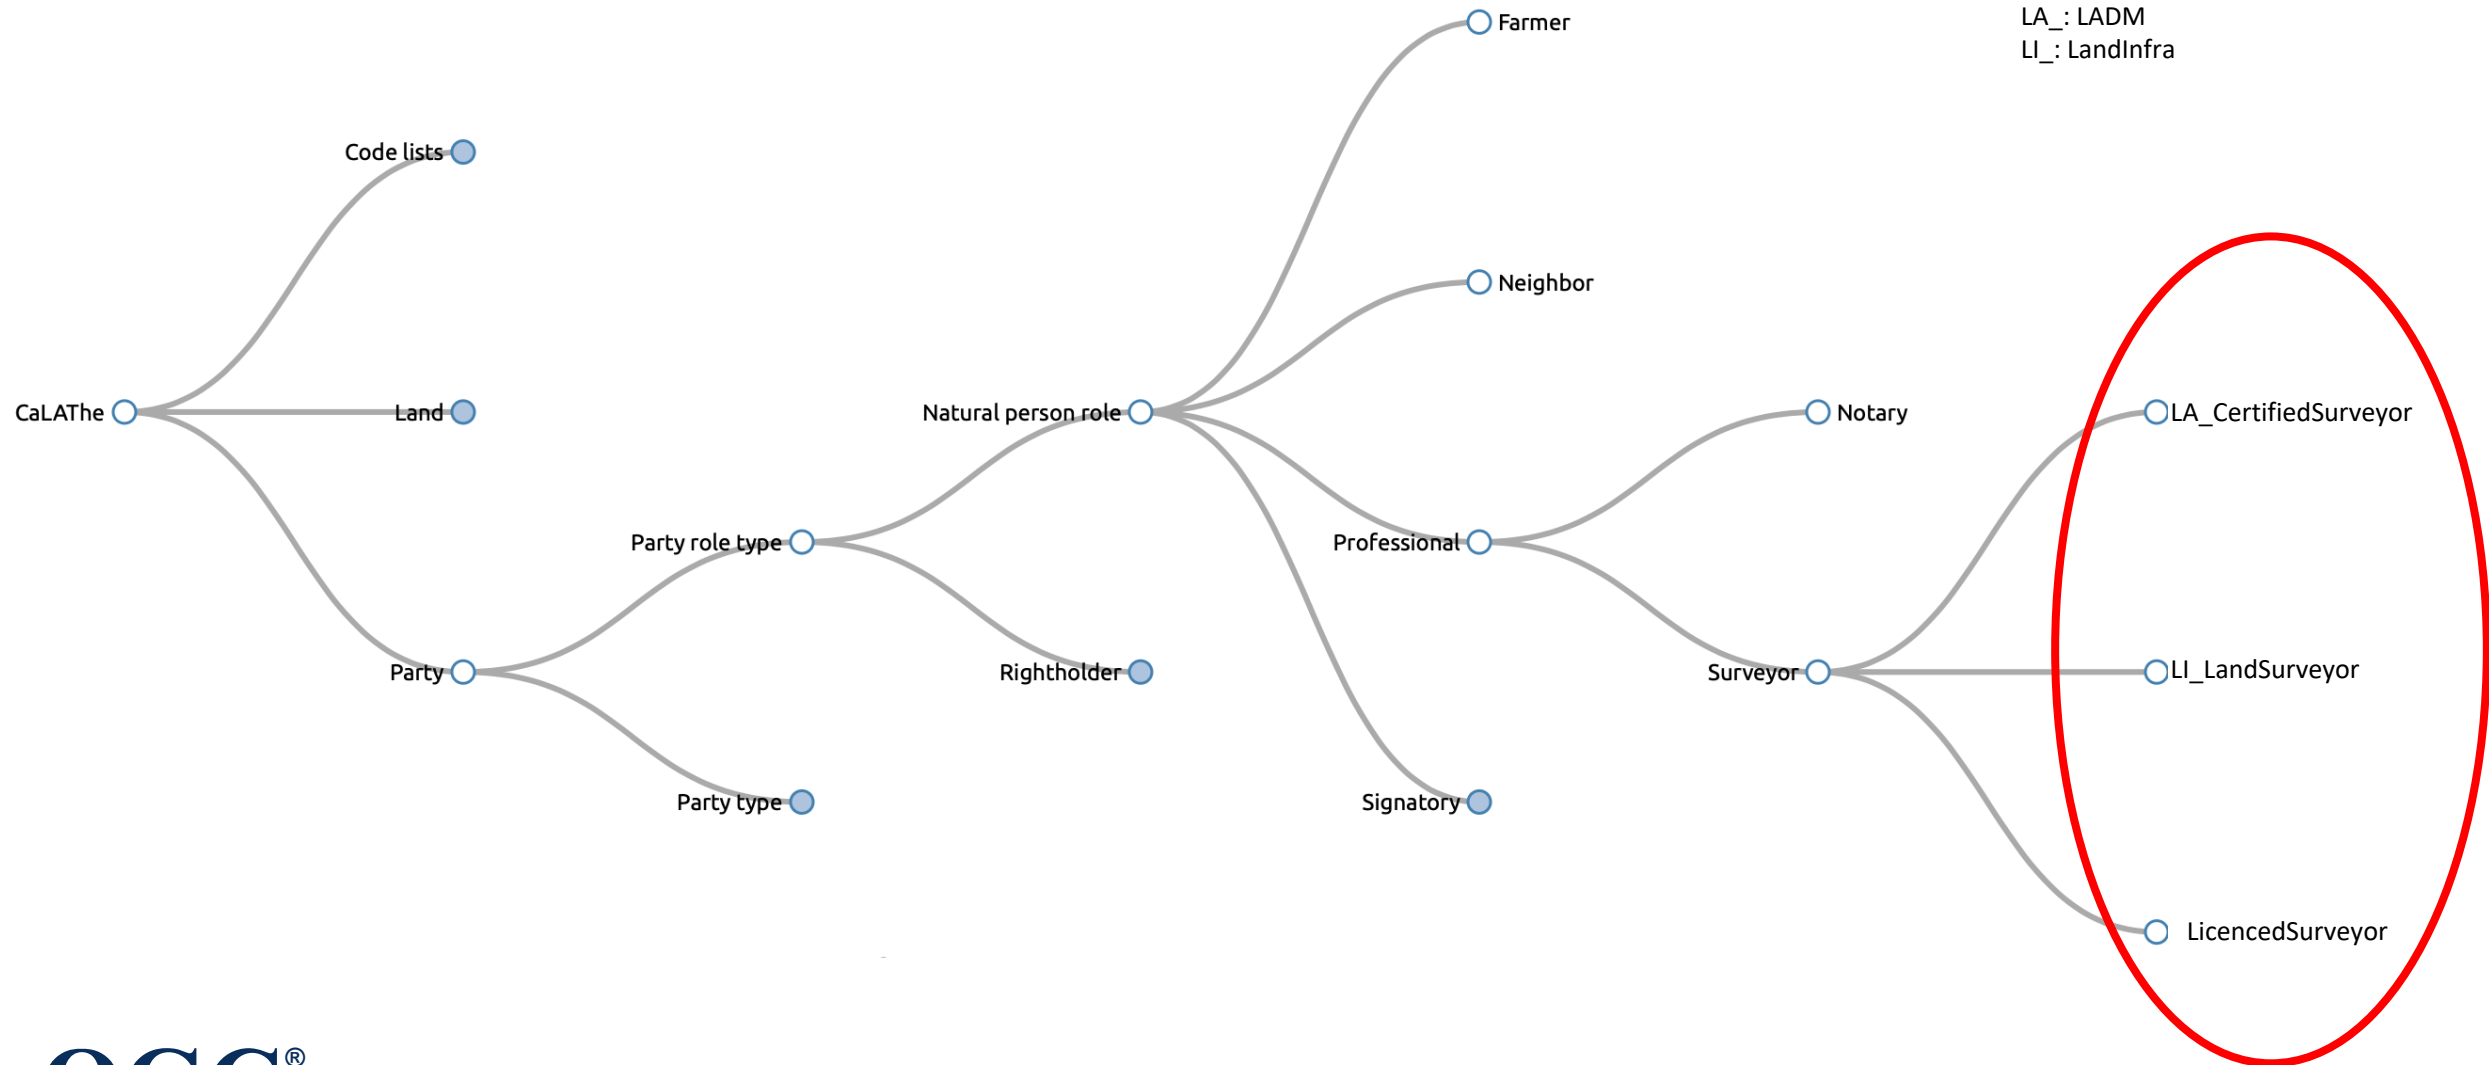 LA_: LADM
LI_: LandInfra
Farmer
Code lists
Neighbor
CaLAThe
Land
Natural person role
Notary
LA_CertifiedSurveyor
Party role type
Professional
Party
Rightholder
Surveyor
LI_LandSurveyor
Party type
Signatory
LicencedSurveyor
OGC®